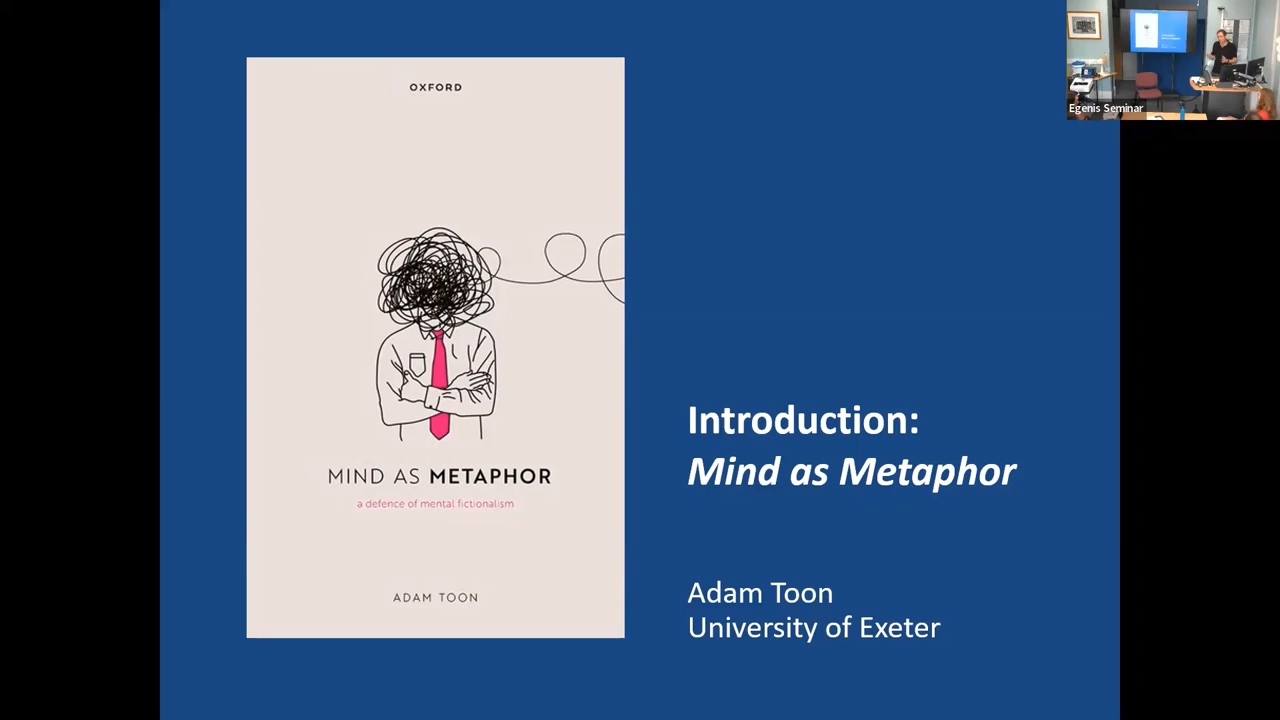 OXFORD
MIND AS METAPHOR
a defence of mental fictionalism
ADAM TOON
Introduction:
Mind as Metaphor
Adam Toon
University of Exeter
Egenis Seminar